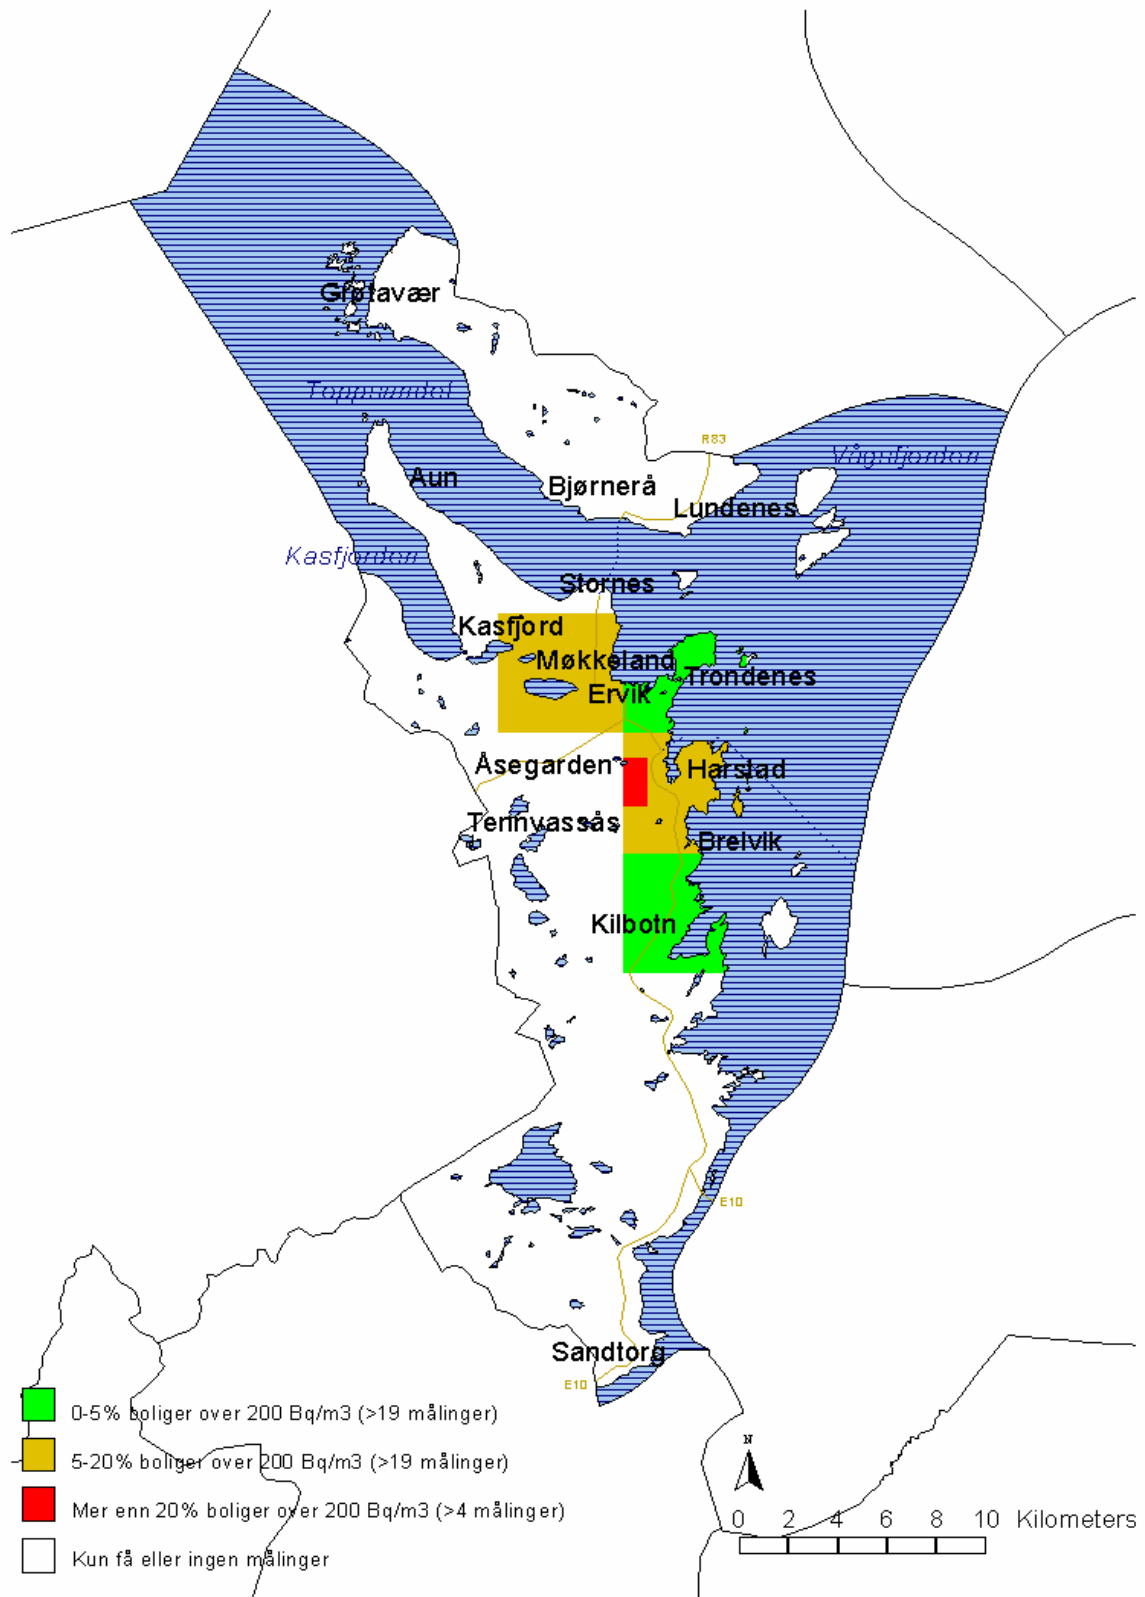 Grøtavær
Toppsundet
R83
Vågsfjorden
Aun
Bjørnerå
Lundenes
Kasfjorden
Stornes
Kasfjord
Møkkeland
Trondenes
Ervik
Åsegarden
Harstad
Tennvassås
Breivik
Kilbotn
E10
Sandtorg
E10
0-5% boliger over 200 Bq/m3 (>19 målinger)
5-20% boliger over 200 Bq/m3 (>19 målinger)
Mer enn 20% boliger over 200 Bq/m3 (>4 målinger)
Kun få eller ingen målinger
N
0 2 4 6 8 10 Kilometers